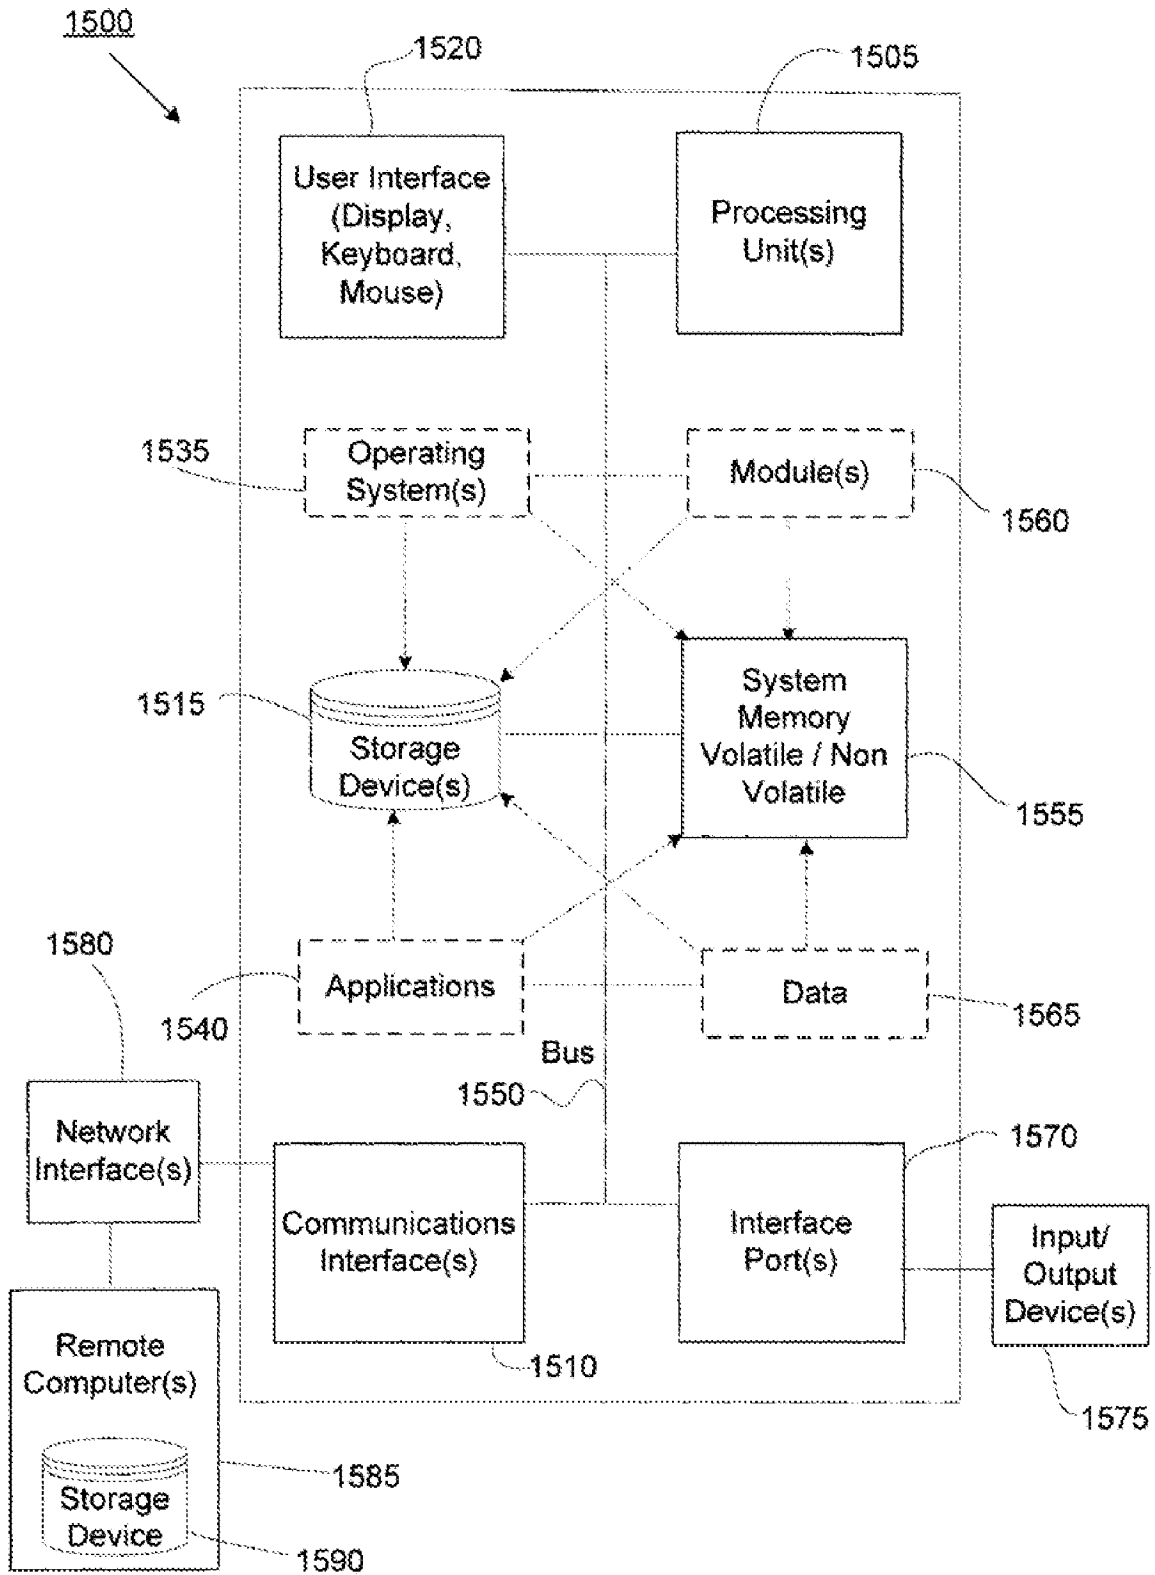 1500
1520
1505
User Interface
(Display,
Keyboard,
Mouse)
Processing
Unit(s)
1535
Operating
System(s)
Module(s)
1560
1515
Storage
Device(s)
System
Memory
Volatile / Non
Volatile
1555
1580
Applications
1540
Data
1565
Bus
1550
Network
Interface(s)
Communications
Interface(s)
1510
Interface
Port(s)
1570
Input/
Output
Device(s)
1575
Remote
Computer(s)
1585
Storage
Device
1590